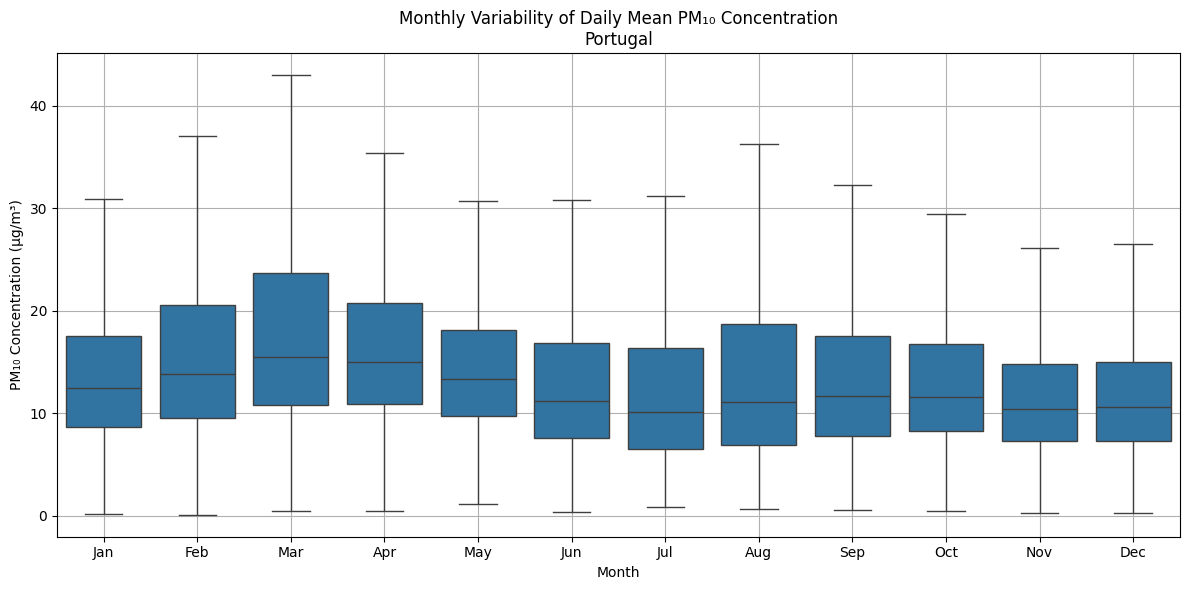 Monthly Variability of Daily Mean PM₁₀ Concentration
Portugal
PM₁₀ Concentration (µg/m³)
40
30
20
10
0
Jan Feb Mar Apr May Jun Jul Aug Sep Oct Nov Dec
Month